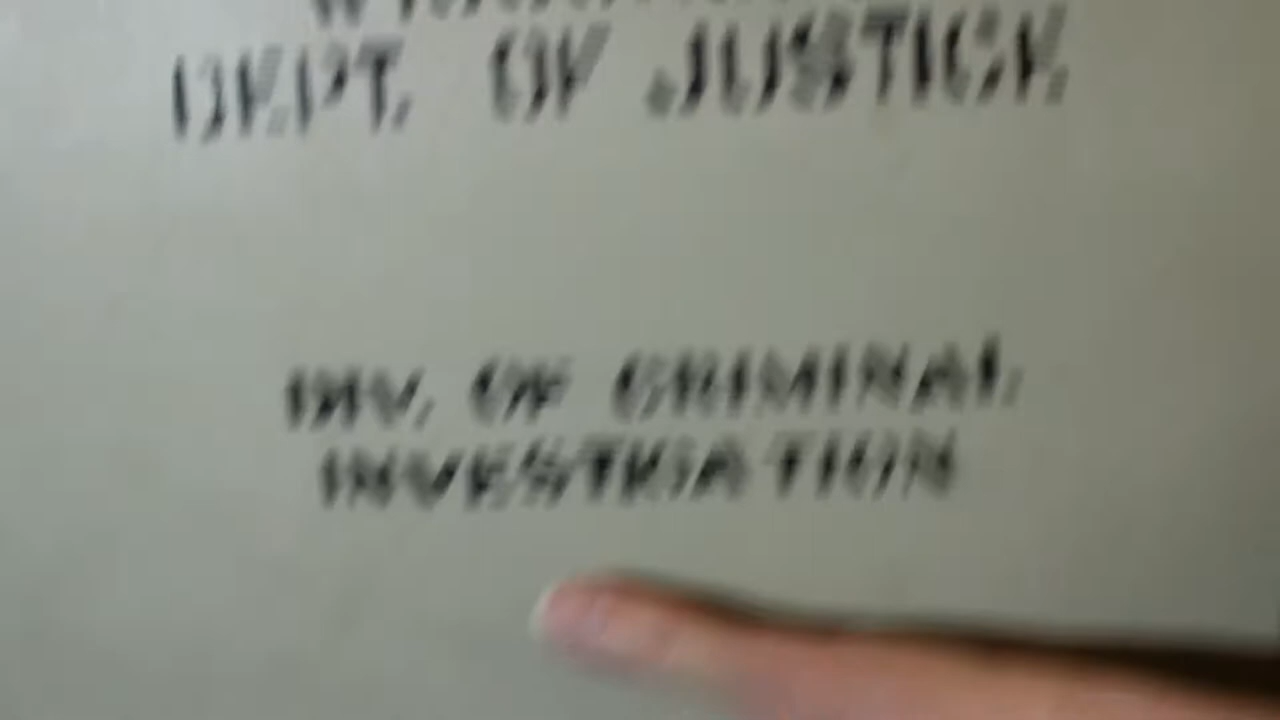 DEPT. OF JUSTICE
DIV. OF CRIMINAL
INVESTIGATION